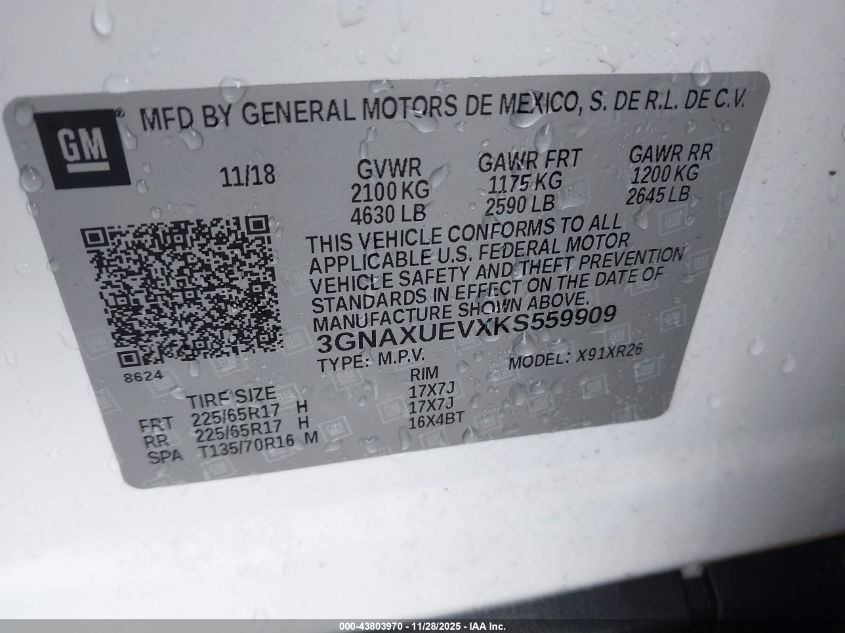 GM
MFD BY GENERAL MOTORS DE MEXICO, S. DE R.L. DE C.V.
11/18
GVWR
2100 KG
4630 LB
GAWR FRT
1175 KG
2590 LB
GAWR RR
1200 KG
2645 LB
THIS VEHICLE CONFORMS TO ALL
APPLICABLE U.S. FEDERAL MOTOR
VEHICLE SAFETY AND THEFT PREVENTION
STANDARDS IN EFFECT ON THE DATE OF
MANUFACTURE SHOWN ABOVE.
3GNAXUEVXKS559909
TYPE: M.P.V. MODEL: X91XR26
8624
TIRE SIZE RIM
FRT 225/65R17 H 17X7J
RR 225/65R17 H 17X7J
SPA T135/70R16 M 16X4BT
000-43803970 - 11/28/2025 - IAA Inc.